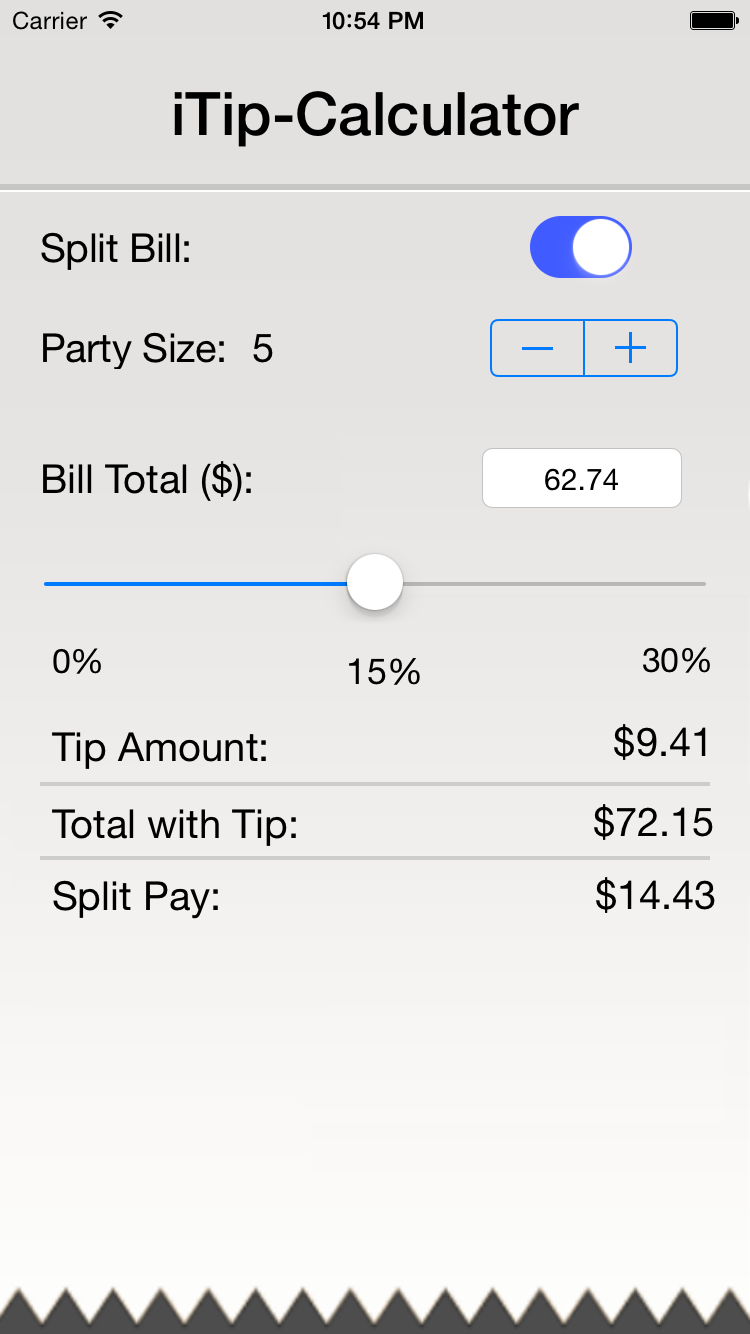 Carrier 10:54 PM
iTip-Calculator
Split Bill:
Party Size: 5
Bill Total ($): 62.74
0% 15% 30%
Tip Amount: $9.41
Total with Tip: $72.15
Split Pay: $14.43